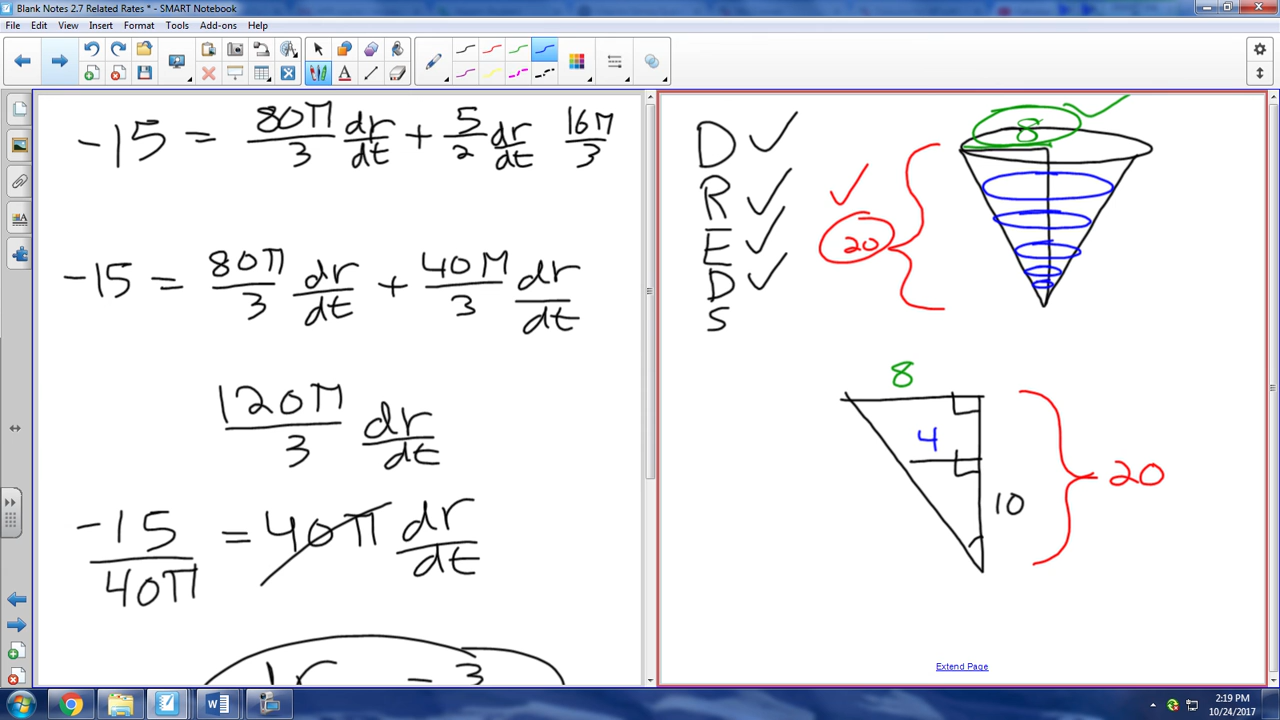 Blank Notes 2.7 Related Rates * - SMART Notebook
File Edit View Insert Format Tools Add-ons Help
-15 = 80π/3 dr/dt + 5/2 dr/dt 16π/3
-15 = 80π/3 dr/dt + 40π/3 dr/dt
120π/3 dr/dt
-15/40π = 40π dr/dt
D ✓
R ✓
E ✓
D ✓
S
✓
20
8 ✓
8
4
10
20
Extend Page
2:19 PM
10/24/2017